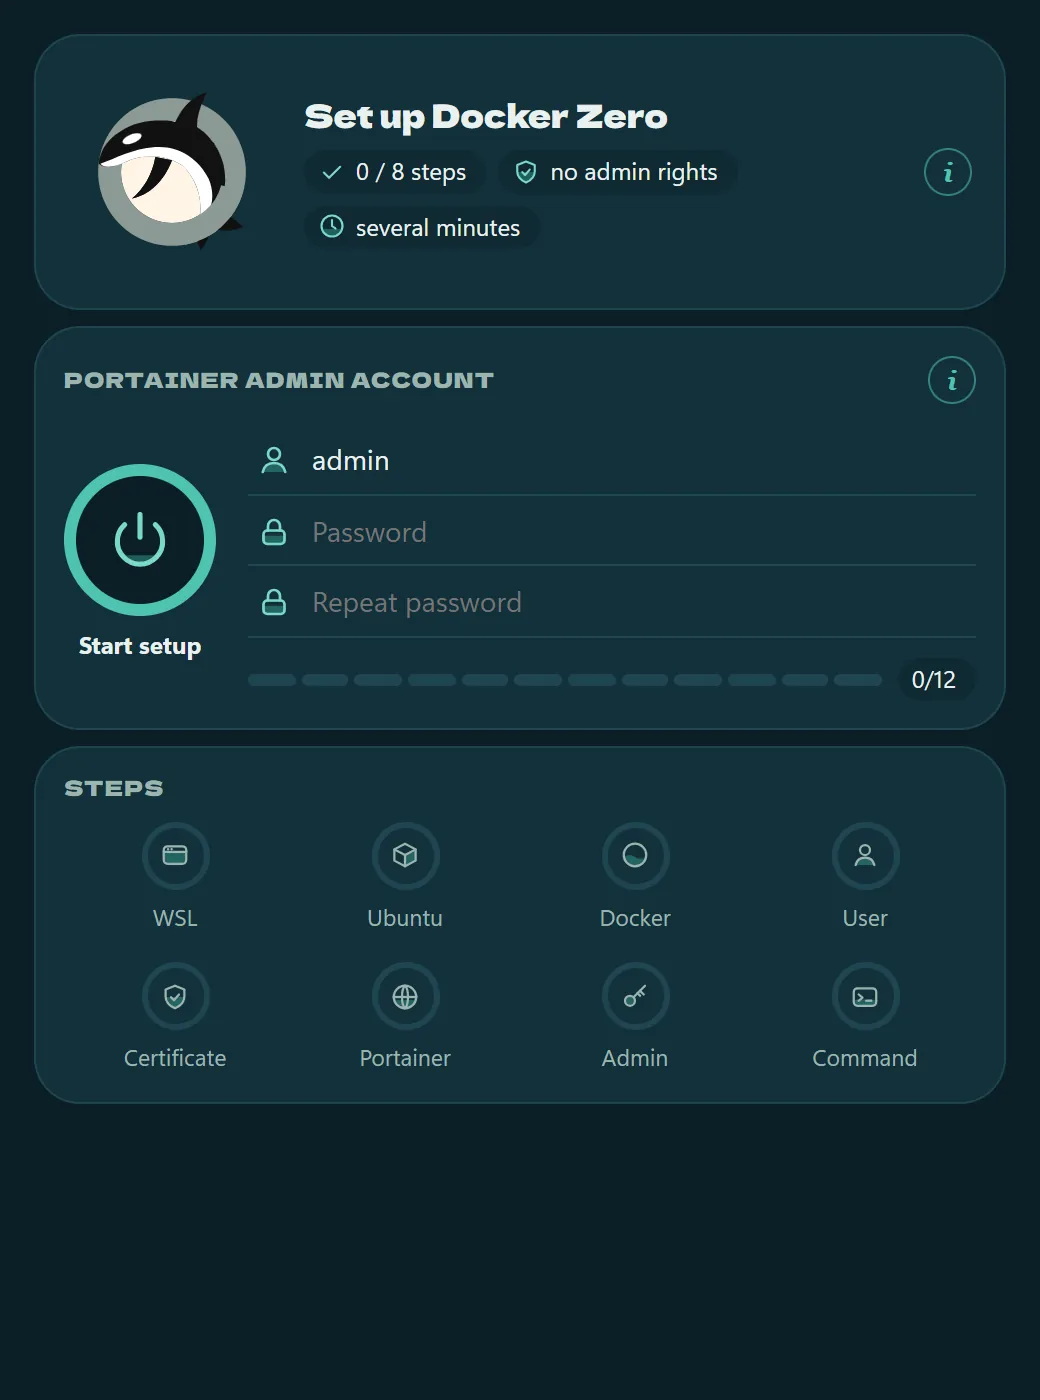 Set up Docker Zero
0 / 8 steps
no admin rights
several minutes
i
PORTAINER ADMIN ACCOUNT
i
admin
Password
Repeat password
Start setup
0/12
STEPS
WSL
Ubuntu
Docker
User
Certificate
Portainer
Admin
Command